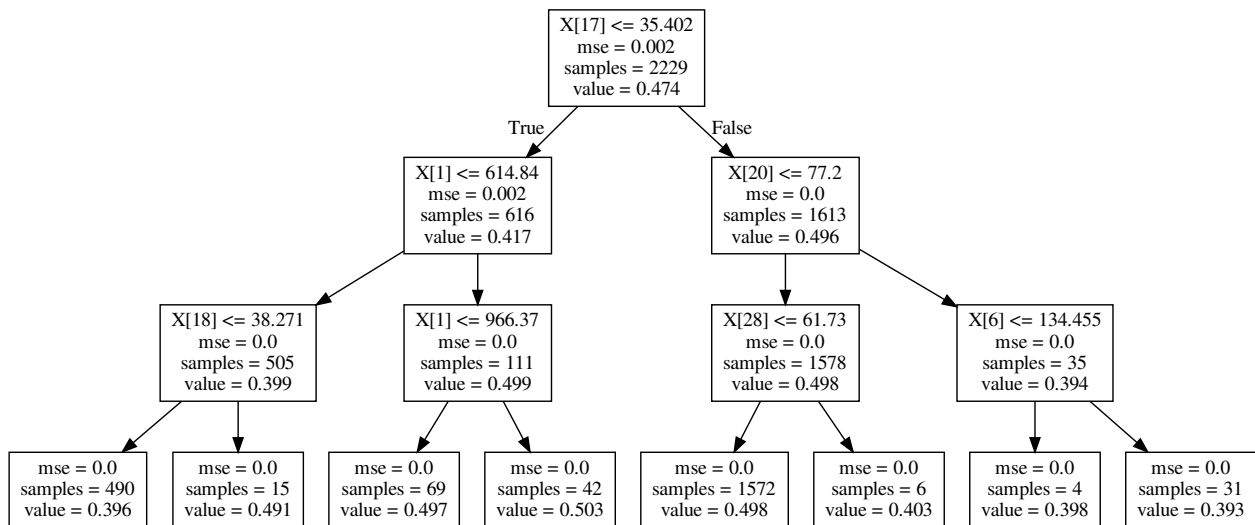 X[17] <= 35.402
mse = 0.002
samples = 2229
value = 0.474
True
False
X[1] <= 614.84
mse = 0.002
samples = 616
value = 0.417
X[20] <= 77.2
mse = 0.0
samples = 1613
value = 0.496
X[18] <= 38.271
mse = 0.0
samples = 505
value = 0.399
X[1] <= 966.37
mse = 0.0
samples = 111
value = 0.499
X[28] <= 61.73
mse = 0.0
samples = 1578
value = 0.498
X[6] <= 134.455
mse = 0.0
samples = 35
value = 0.394
mse = 0.0
samples = 490
value = 0.396
mse = 0.0
samples = 15
value = 0.491
mse = 0.0
samples = 69
value = 0.497
mse = 0.0
samples = 42
value = 0.503
mse = 0.0
samples = 1572
value = 0.498
mse = 0.0
samples = 6
value = 0.403
mse = 0.0
samples = 4
value = 0.398
mse = 0.0
samples = 31
value = 0.393